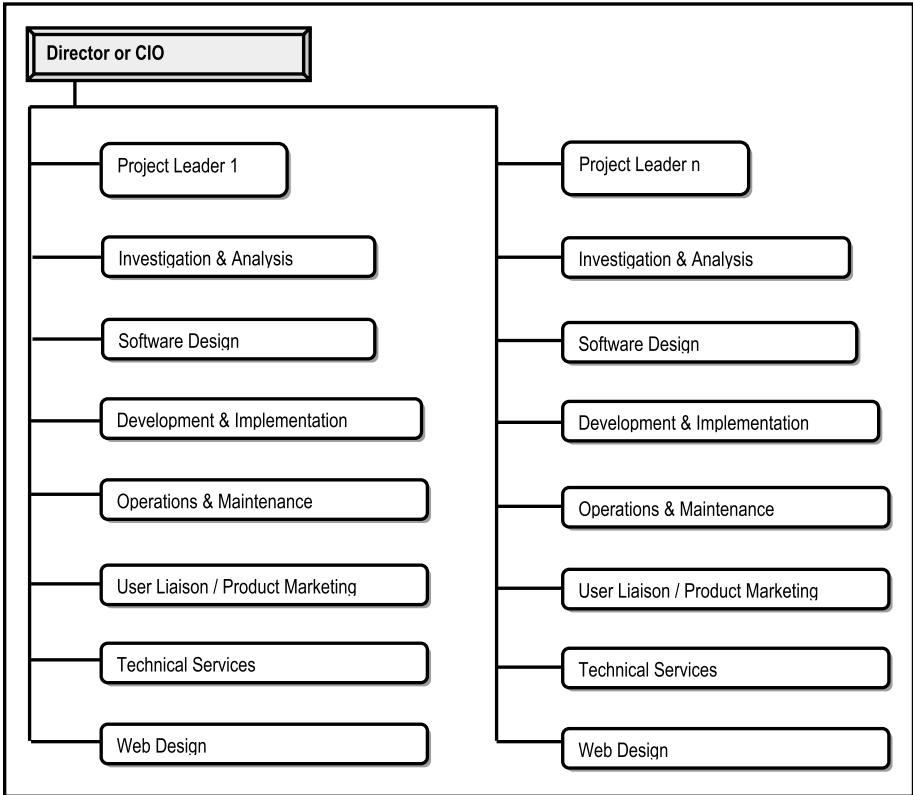 Director or CIO
Project Leader 1
Investigation & Analysis
Software Design
Development & Implementation
Operations & Maintenance
User Liaison / Product Marketing
Technical Services
Web Design
Project Leader n
Investigation & Analysis
Software Design
Development & Implementation
Operations & Maintenance
User Liaison / Product Marketing
Technical Services
Web Design